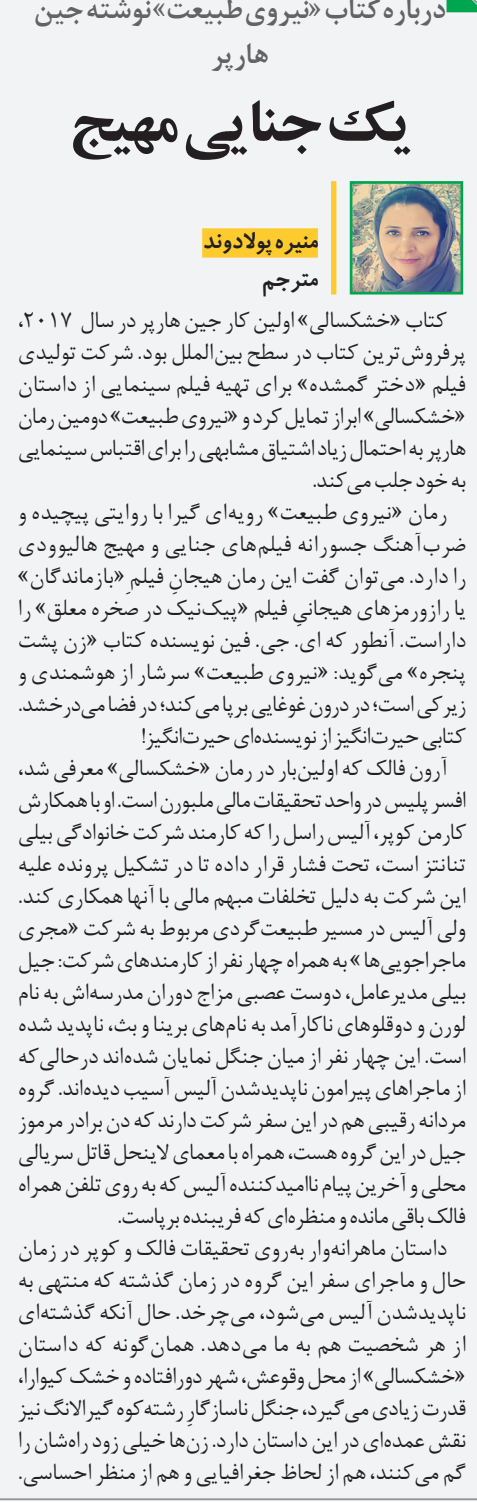 درباره کتاب «نیروی طبیعت» نوشته جین
هارپر
یک جنایی مهیج
منیره پولادوند
مترجم
کتاب «خشکسالی» اولین کار جین هارپر در سال ۲۰۱۷،
پرفروش‌ترین کتاب در سطح بین‌الملل بود. شرکت تولیدی
فیلم «دختر گمشده» برای تهیه فیلم سینمایی از داستان
«خشکسالی» ابراز تمایل کرد و «نیروی طبیعت» دومین رمان
هارپر به احتمال زیاد اشتیاق مشابهی را برای اقتباس سینمایی
به خود جلب می‌کند.
رمان «نیروی طبیعت» رویه‌ای گیرا با روایتی پیچیده و
ضرب‌آهنگ جسورانه فیلم‌های جنایی و مهیج هالیوودی
را دارد. می‌توان گفت این رمان هیجانِ فیلمِ «بازماندگان»
یا رازورمزهای هیجانیِ فیلم «پیک‌نیک در صخره معلق» را
داراست. آنطور که ای. جی. فین نویسنده کتاب «زن پشت
پنجره» می‌گوید: «نیروی طبیعت» سرشار از هوشمندی و
زیرکی است؛ در درون غوغایی برپا می‌کند؛ در فضا می‌درخشد.
کتابی حیرت‌انگیز از نویسنده‌ای حیرت‌انگیز!
آرون فالک که اولین‌بار در رمان «خشکسالی» معرفی شد،
افسر پلیس در واحد تحقیقات مالی ملبورن است. او با همکارش
کارمن کوپر، آلیس راسل را که کارمند شرکت خانوادگی بیلی
تنانتز است، تحت فشار قرار داده تا در تشکیل پرونده علیه
این شرکت به دلیل تخلفات مبهم مالی با آنها همکاری کند.
ولی آلیس در مسیر طبیعت‌گردی مربوط به شرکت «مجری
ماجراجویی‌ها» به همراه چهار نفر از کارمندهای شرکت: جیل
بیلی مدیرعامل، دوست عصبی مزاج دوران مدرسه‌اش به نام
لورن و دوقلوهای ناکارآمد به نام‌های برینا و بث، ناپدید شده
است. این چهار نفر از میان جنگل نمایان شده‌اند درحالی‌که
از ماجراهای پیرامون ناپدیدشدن آلیس آسیب دیده‌اند. گروه
مردانه رقیبی هم در این سفر شرکت دارند که دن برادر مرموز
جیل در این گروه هست، همراه با معمای لاینحل قاتل سریالی
محلی و آخرین پیام ناامیدکننده آلیس که به روی تلفن همراه
فالک باقی مانده و منظره‌ای که فریبنده برپاست.
داستان ماهرانه‌وار به‌روی تحقیقات فالک و کوپر در زمان
حال و ماجرای سفر این گروه در زمان گذشته که منتهی به
ناپدیدشدن آلیس می‌شود، می‌چرخد. حال آنکه گذشته‌ای
از هر شخصیت هم به ما می‌دهد. همان‌گونه که داستان
«خشکسالی» از محل وقوعش، شهر دورافتاده و خشک کیوارا،
قدرت زیادی می‌گیرد، جنگل ناسازگارِ رشته‌کوه گیرالانگ نیز
نقش عمده‌ای در این داستان دارد. زن‌ها خیلی زود راه‌شان را
گم می‌کنند، هم از لحاظ جغرافیایی و هم از منظر احساسی.